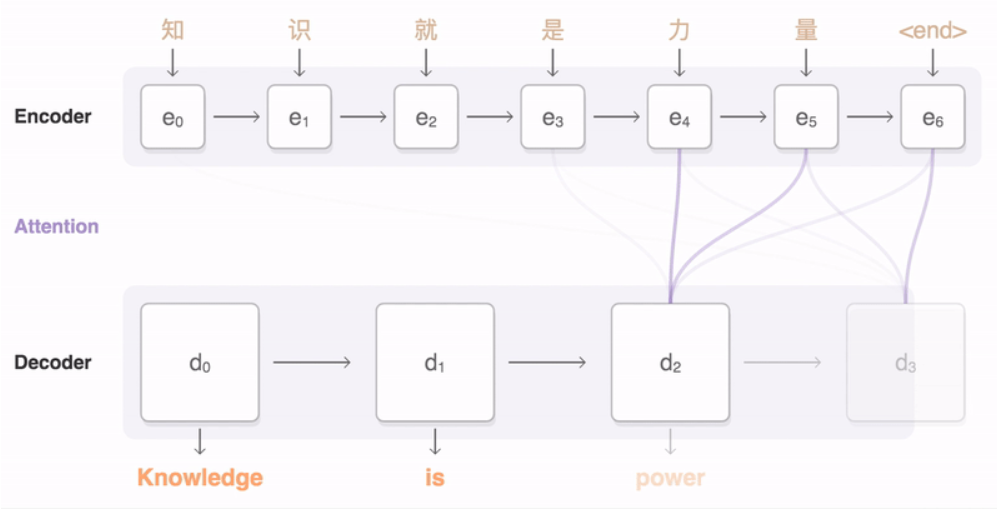 知 识 就 是 力 量 <end>
Encoder e₀ e₁ e₂ e₃ e₄ e₅ e₆
Attention
Decoder d₀ d₁ d₂ d₃
Knowledge is power